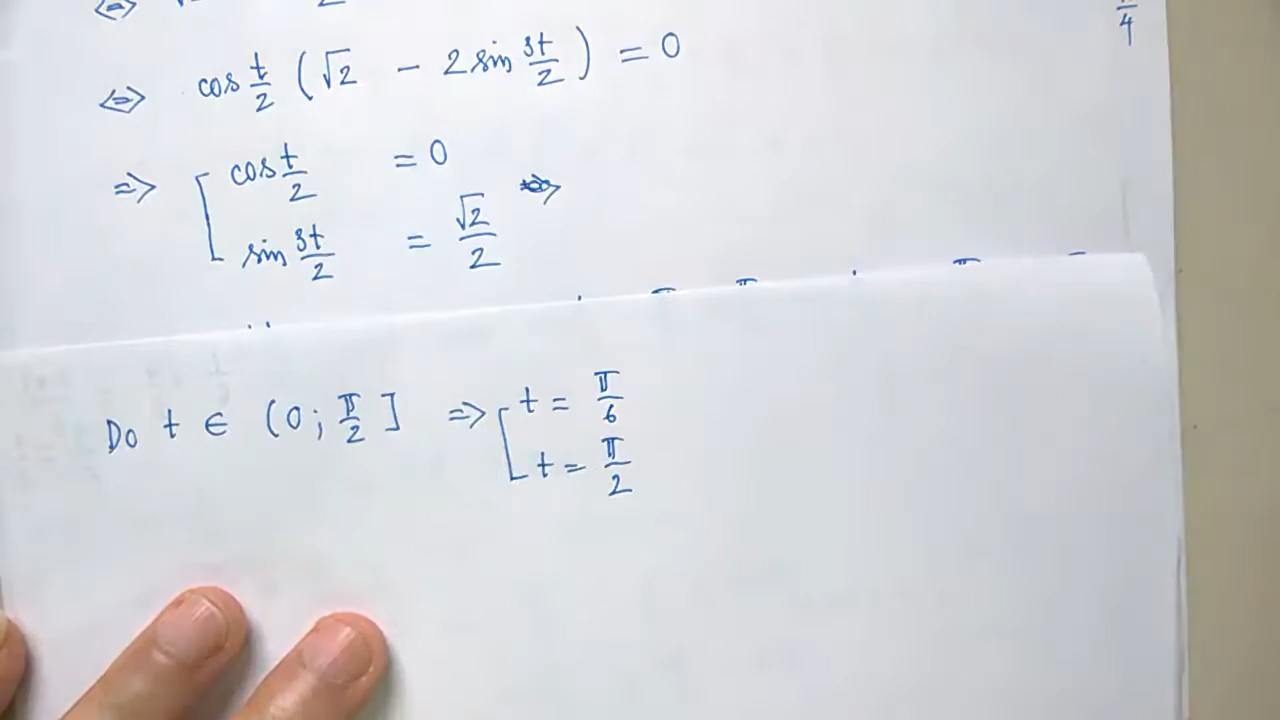 π/4
⇔ cos t/2 (√2 - 2 sin 3t/2) = 0
⇒ [ cos t/2 = 0
sin 3t/2 = √2/2 ⇒
Do t ∈ (0; π/2] ⇒ [ t = π/6
t = π/2